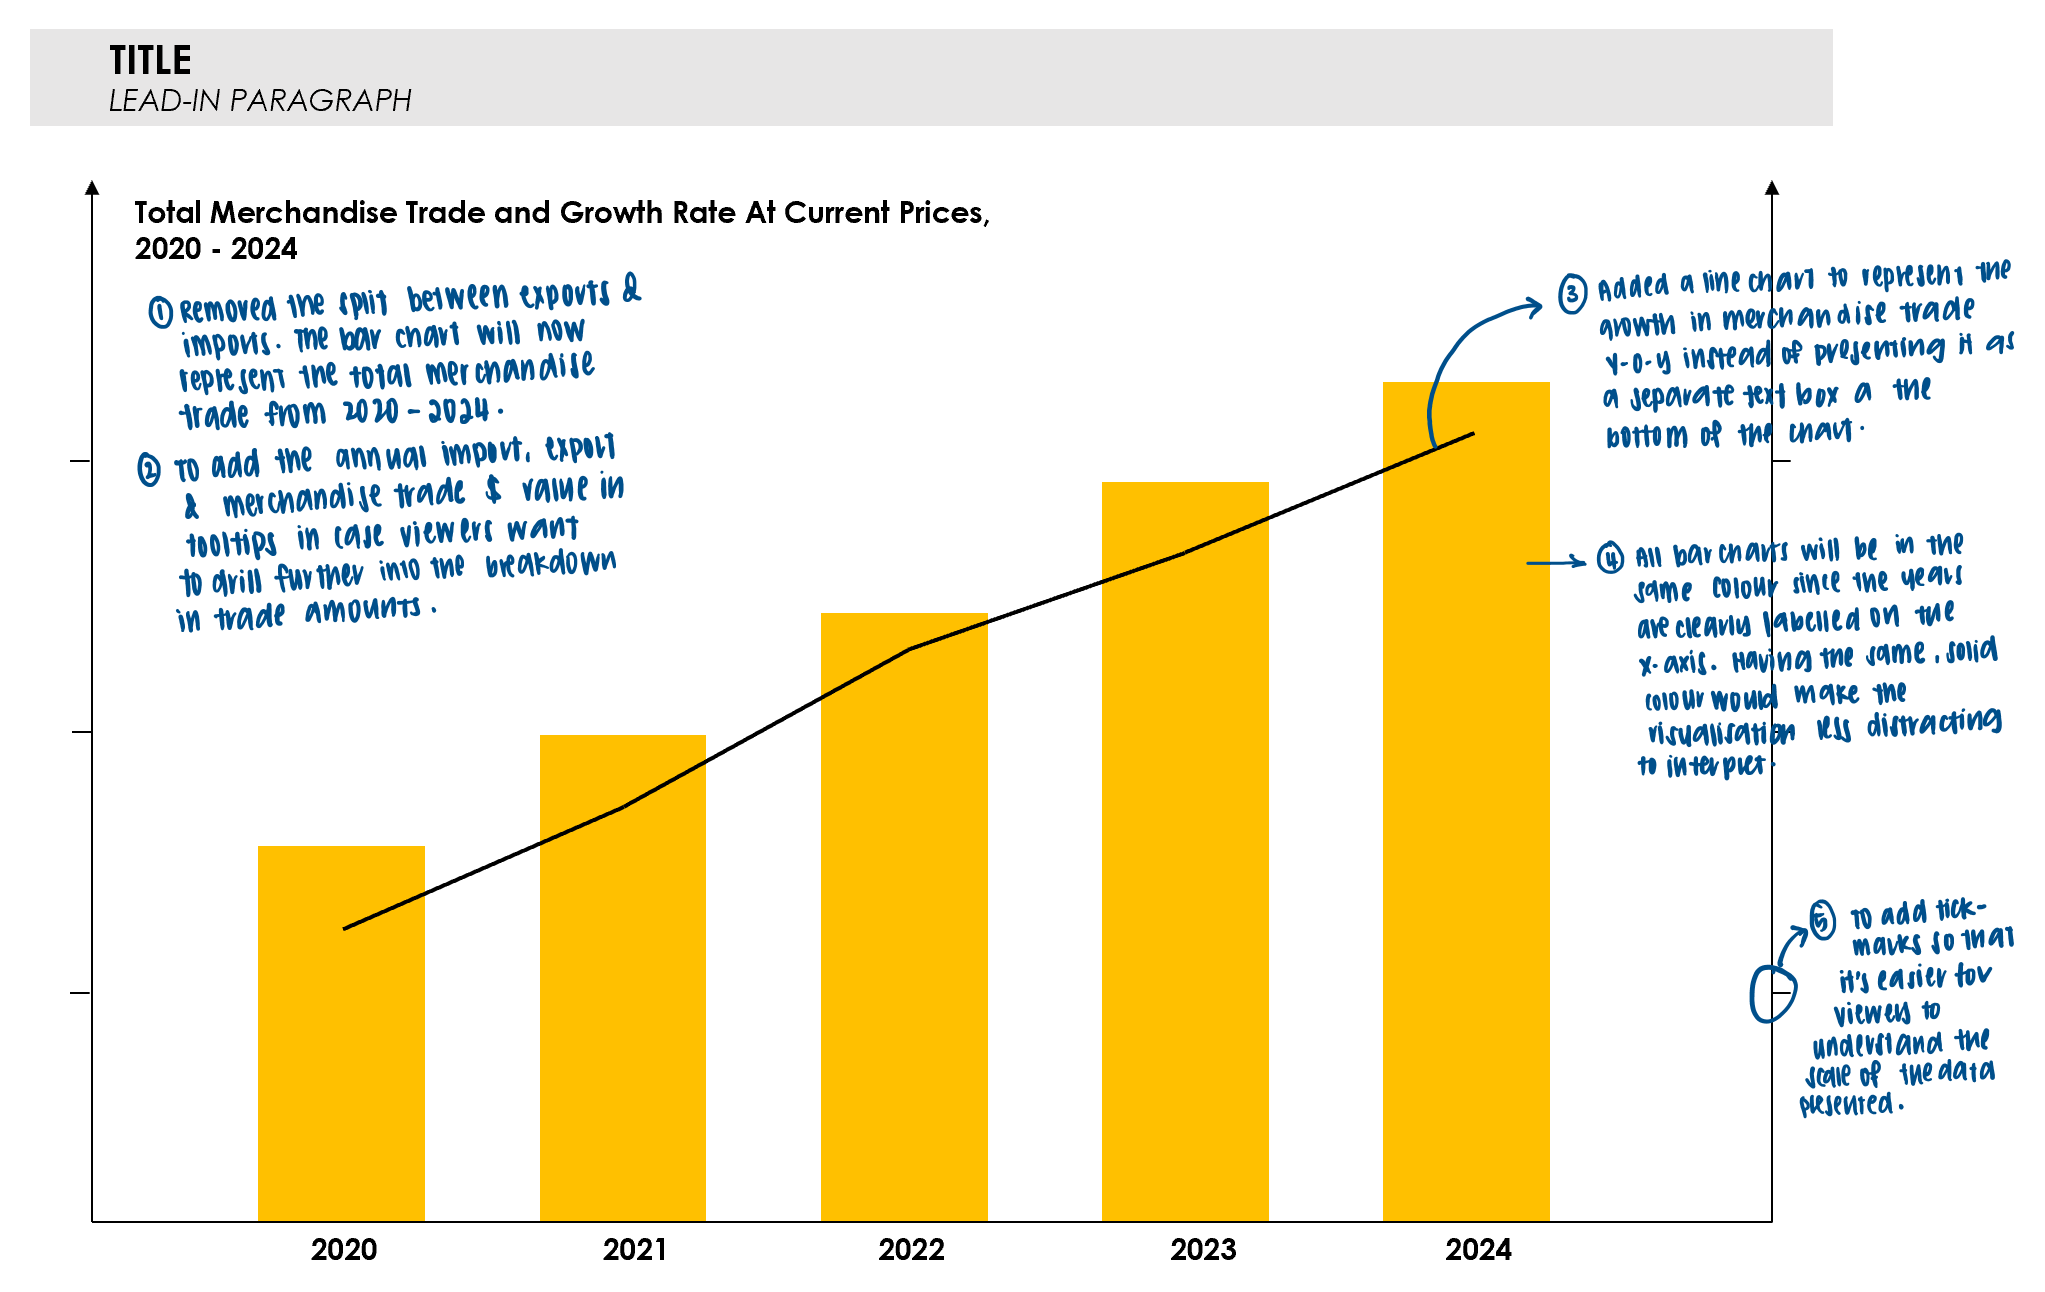 TITLE
LEAD-IN PARAGRAPH
Total Merchandise Trade and Growth Rate At Current Prices,
2020 - 2024
① Removed the split between exports &
imports. The bar chart will now
represent the total merchandise
trade from 2020-2024.
② To add the annual import, export
& merchandise trade $ value in
tooltips in case viewers want
to drill further into the breakdown
in trade amounts.
③ Added a line chart to represent the
growth in merchandise trade
Y-o-y instead of presenting it as
a separate text box a the
bottom of the chart.
④ All bar charts will be in the
same colour since the years
are clearly labelled on the
x-axis. Having the same, solid
colour would make the
visualisation less distracting
to interpret.
⑤ To add tick-
marks so that
it's easier for
viewers to
understand the
scale of the data
presented.
2020
2021
2022
2023
2024